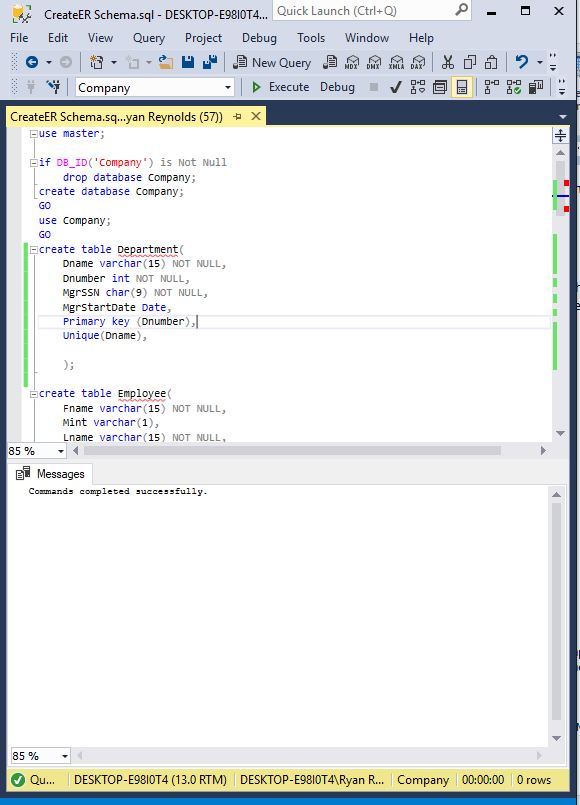 CreateER Schema.sql - DESKTOP-E98I0T4...
Quick Launch (Ctrl+Q)
File Edit View Query Project Debug Tools Window Help
New Query
MDX DMX XMLA DAX
Company
Execute Debug
CreateER Schema.sq...yan Reynolds (57))
use master;
if DB_ID('Company') is Not Null
drop database Company;
create database Company;
GO
use Company;
GO
create table Department(
Dname varchar(15) NOT NULL,
Dnumber int NOT NULL,
MgrSSN char(9) NOT NULL,
MgrStartDate Date,
Primary key (Dnumber),
Unique(Dname),
);
create table Employee(
Fname varchar(15) NOT NULL,
Mint varchar(1),
Lname varchar(15) NOT NULL,
85 %
Messages
Commands completed successfully.
85 %
Qu... DESKTOP-E98I0T4 (13.0 RTM) DESKTOP-E98I0T4\Ryan R... Company 00:00:00 0 rows